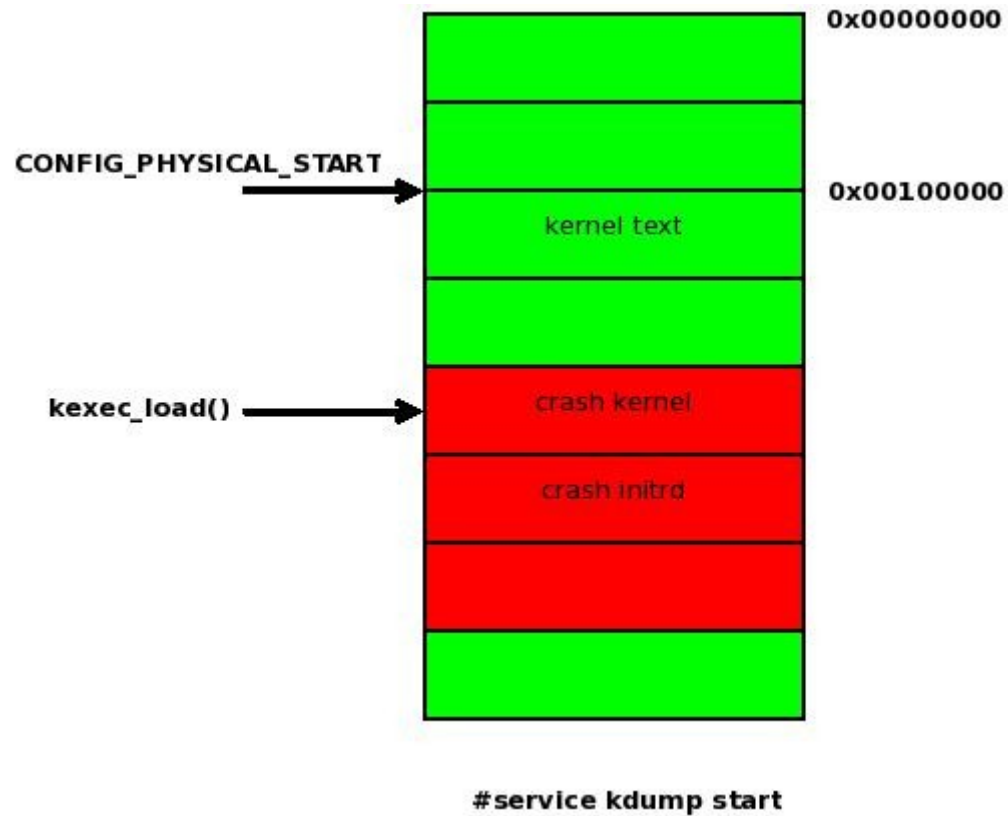 0x00000000
CONFIG_PHYSICAL_START
0x00100000
kernel text
crash kernel
kexec_load()
crash initrd
#service kdump start